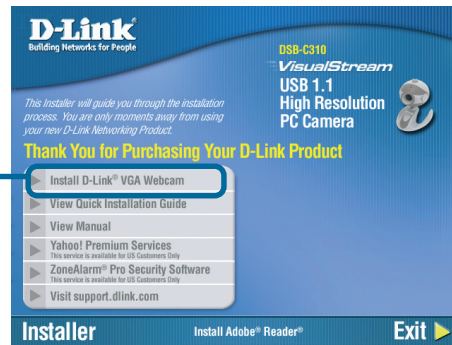 D-Link®
Building Networks for People
DSB-C310
VisualStream
USB 1.1
High Resolution
PC Camera
This Installer will guide you through the installation
process. You are only moments away from using
your new D-Link Networking Product.
Thank You for Purchasing Your D-Link Product
Install D-Link® VGA Webcam
View Quick Installation Guide
View Manual
Yahoo! Premium Services
This service is available for US Customers Only
ZoneAlarm® Pro Security Software
This service is available for US Customers Only
Visit support.dlink.com
Installer
Install Adobe® Reader®
Exit